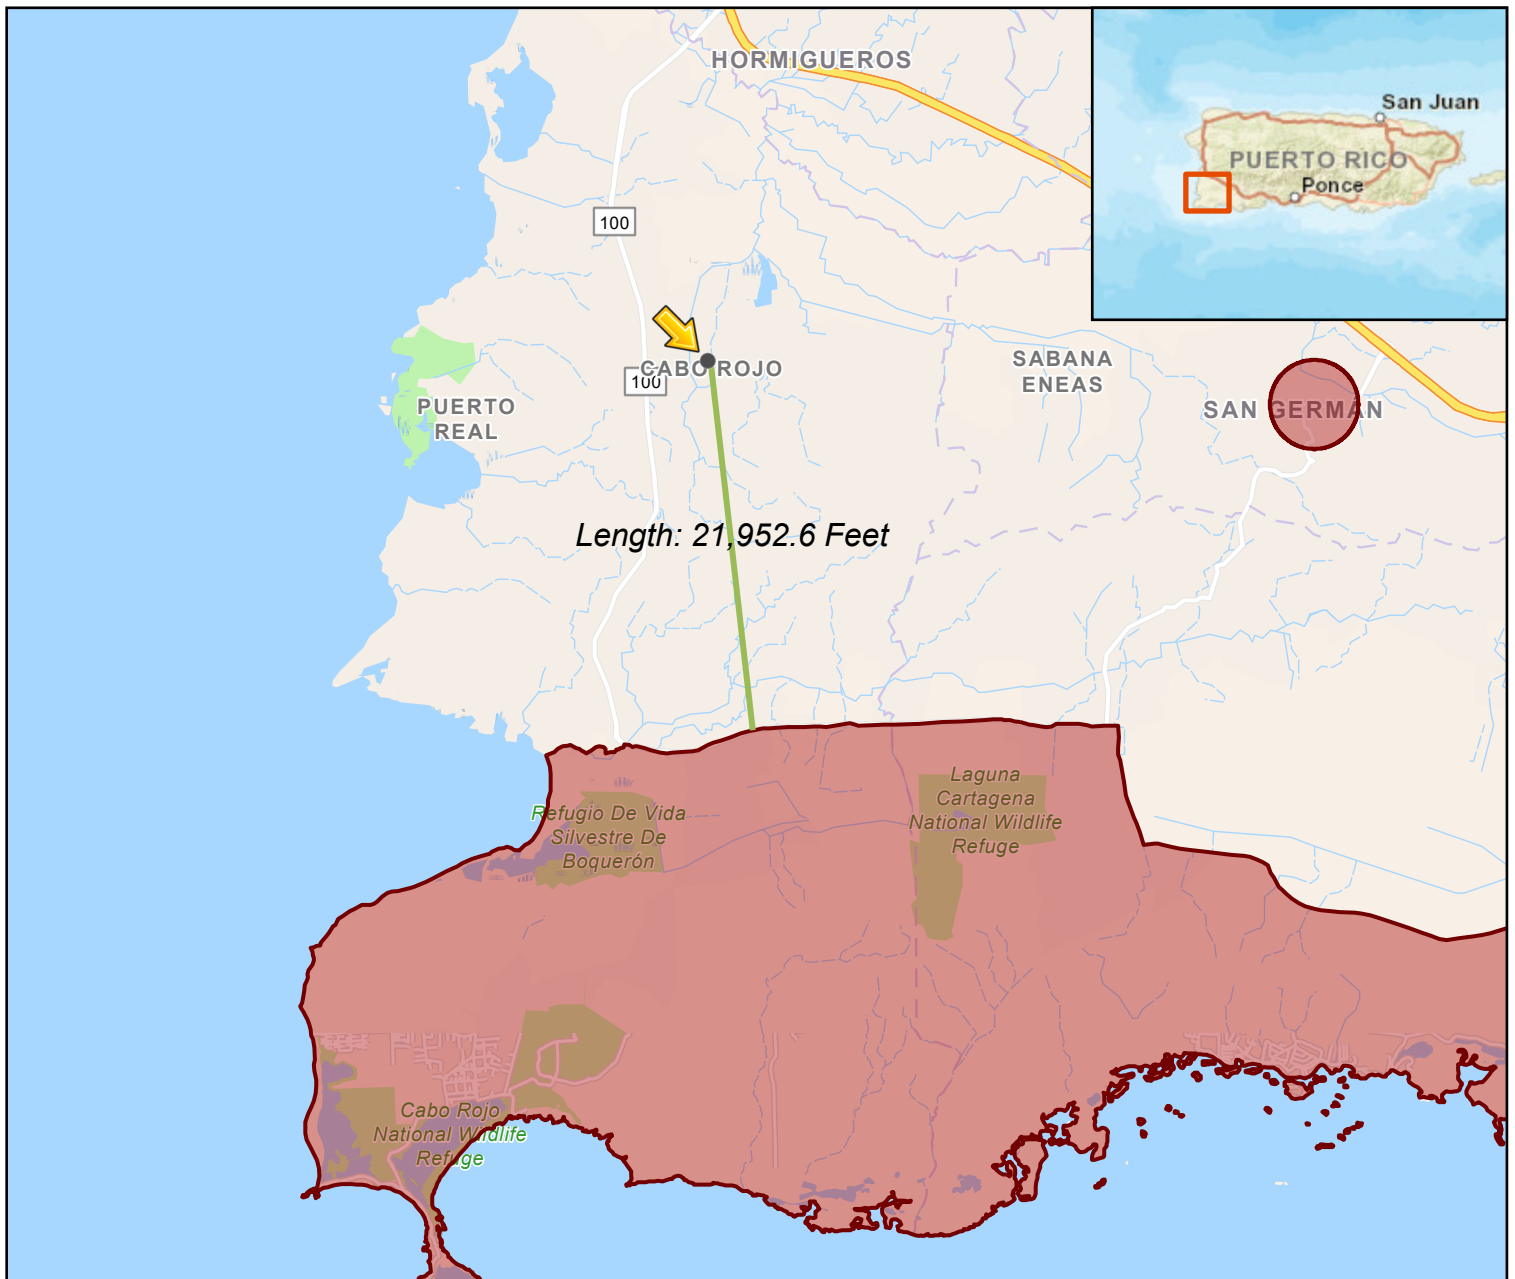 HORMIGUEROS
San Juan
PUERTO RICO
Ponce
100
CABO ROJO
100
SABANA
ENEAS
PUERTO
REAL
SAN GERMÁN
Length: 21,952.6 Feet
Laguna
Cartagena
National Wildlife
Refuge
Refugio De Vida
Silvestre De
Boquerón
Cabo Rojo
National Wildlife
Refuge